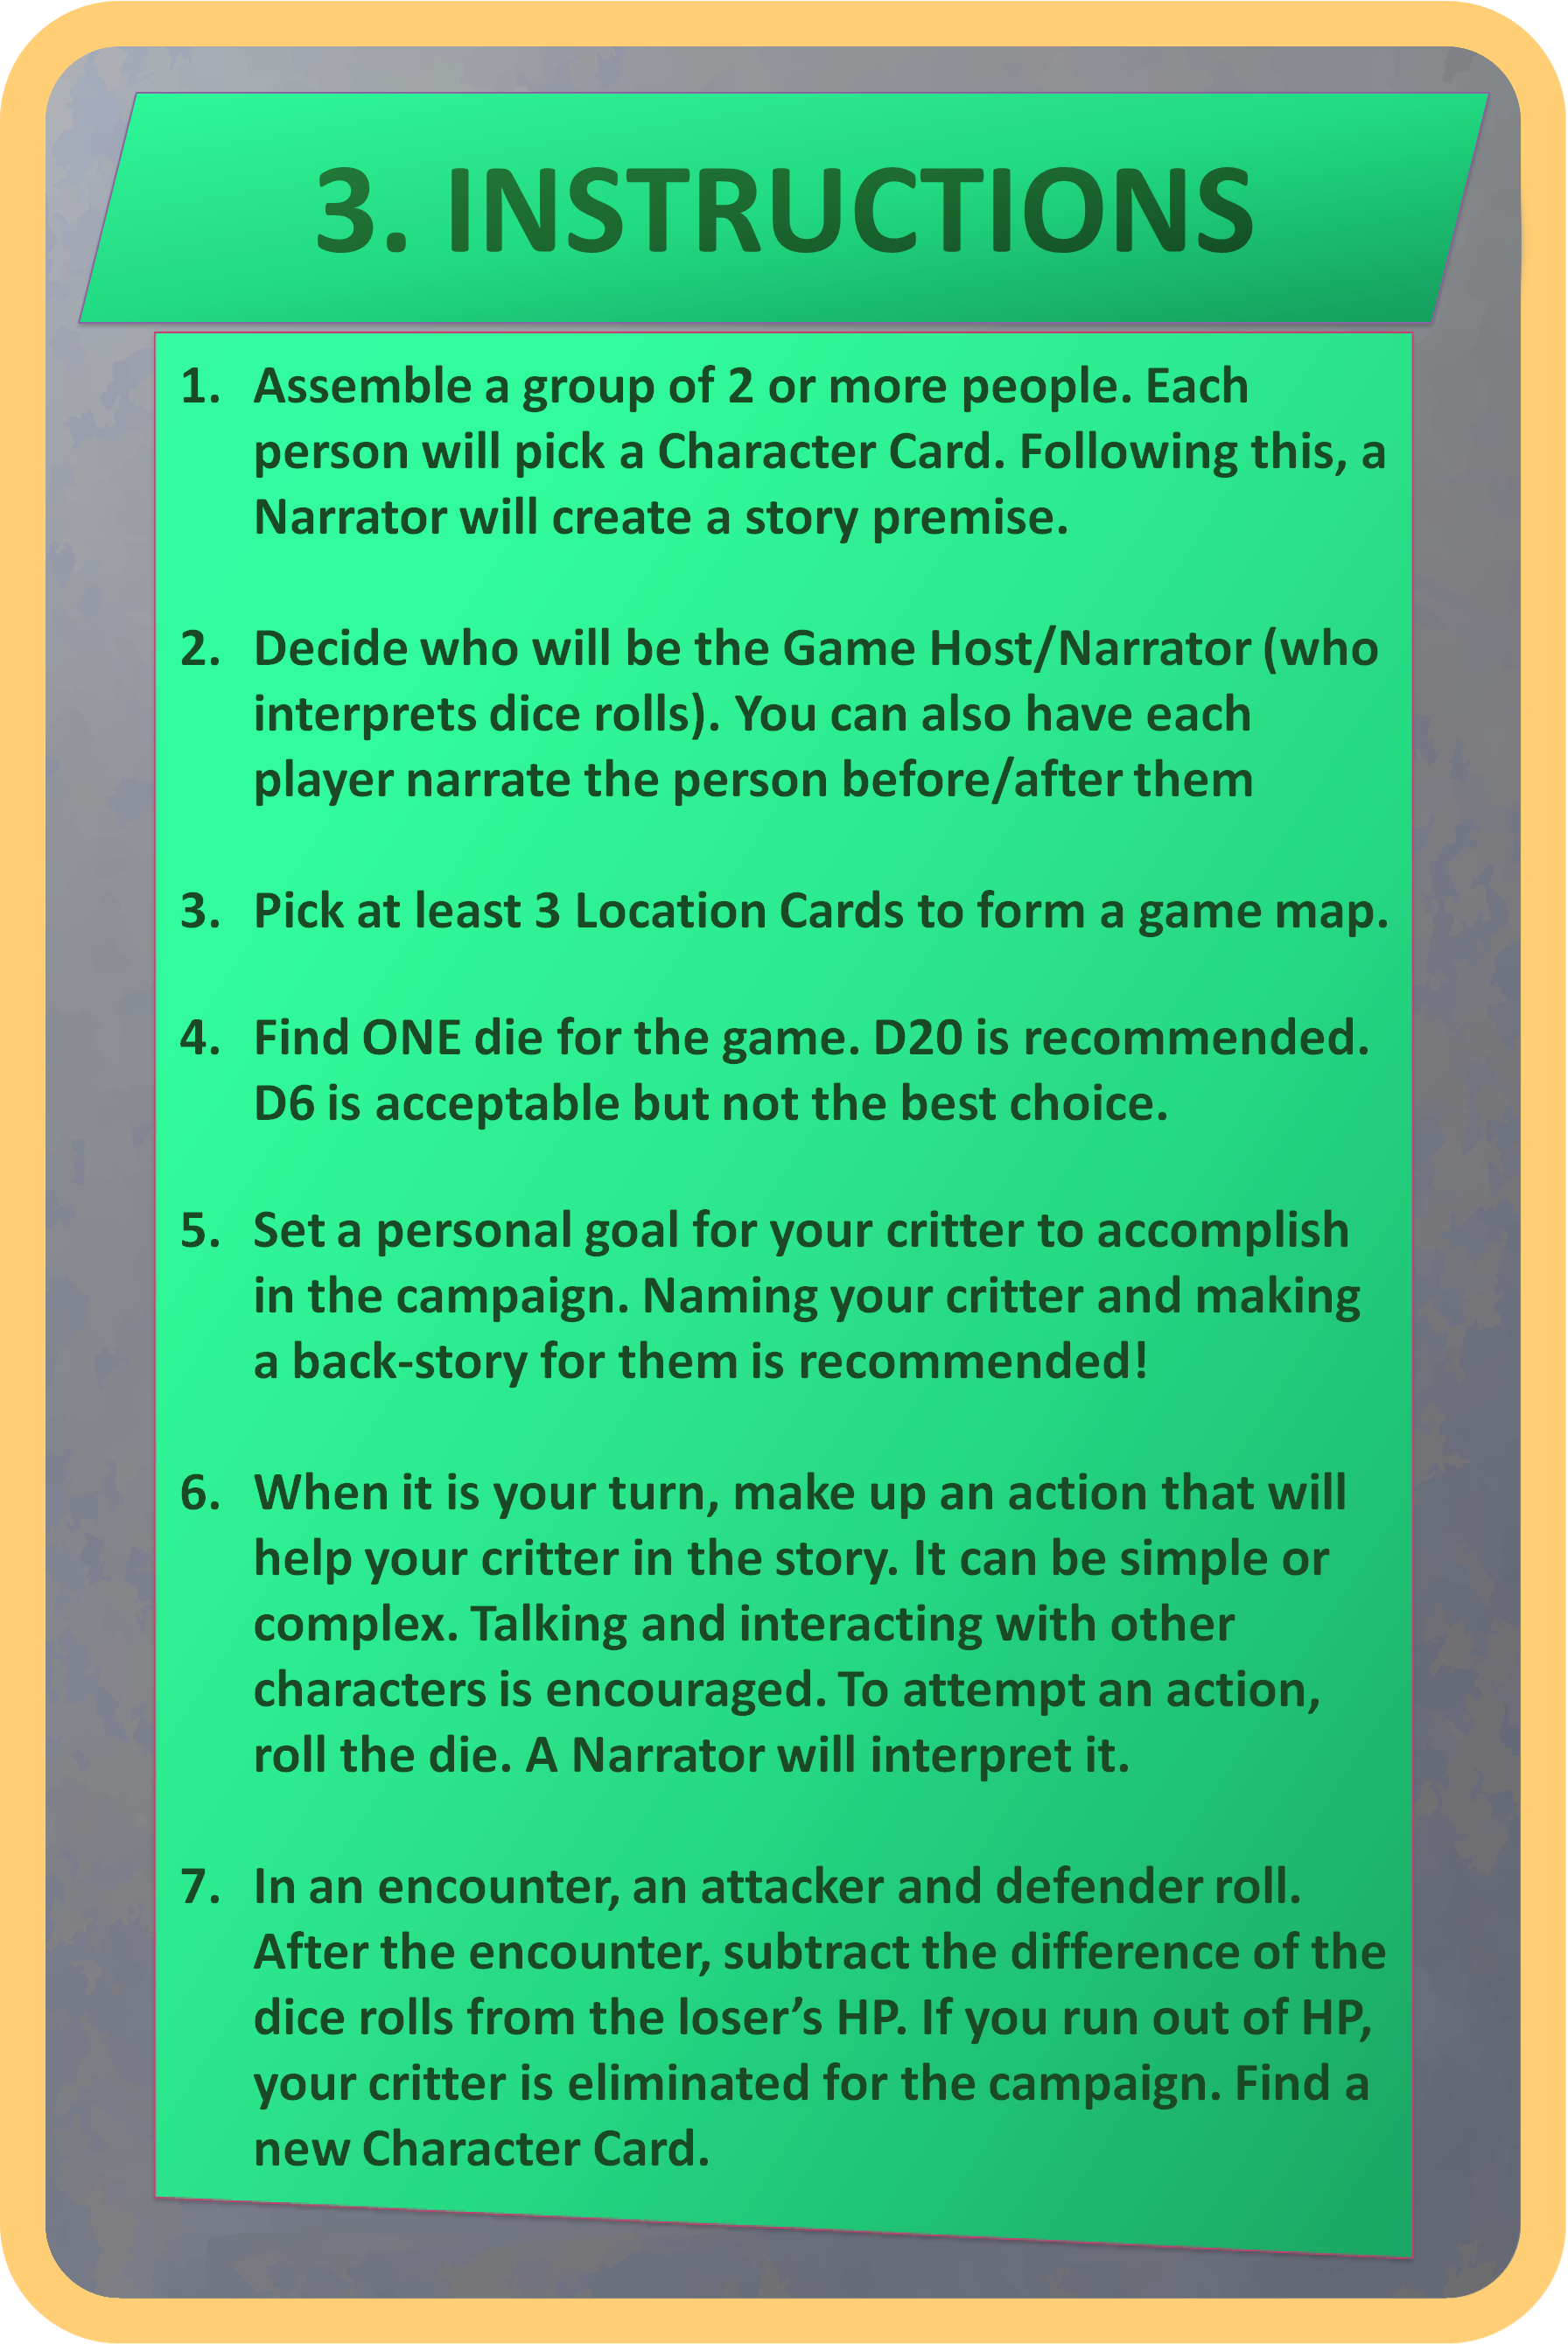 3. INSTRUCTIONS
1. Assemble a group of 2 or more people. Each
person will pick a Character Card. Following this, a
Narrator will create a story premise.
2. Decide who will be the Game Host/Narrator (who
interprets dice rolls). You can also have each
player narrate the person before/after them
3. Pick at least 3 Location Cards to form a game map.
4. Find ONE die for the game. D20 is recommended.
D6 is acceptable but not the best choice.
5. Set a personal goal for your critter to accomplish
in the campaign. Naming your critter and making
a back-story for them is recommended!
6. When it is your turn, make up an action that will
help your critter in the story. It can be simple or
complex. Talking and interacting with other
characters is encouraged. To attempt an action,
roll the die. A Narrator will interpret it.
7. In an encounter, an attacker and defender roll.
After the encounter, subtract the difference of the
dice rolls from the loser’s HP. If you run out of HP,
your critter is eliminated for the campaign. Find a
new Character Card.